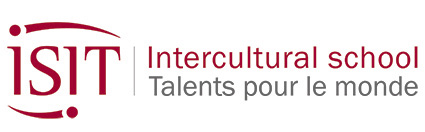 iSiT
Intercultural school
Talents pour le monde